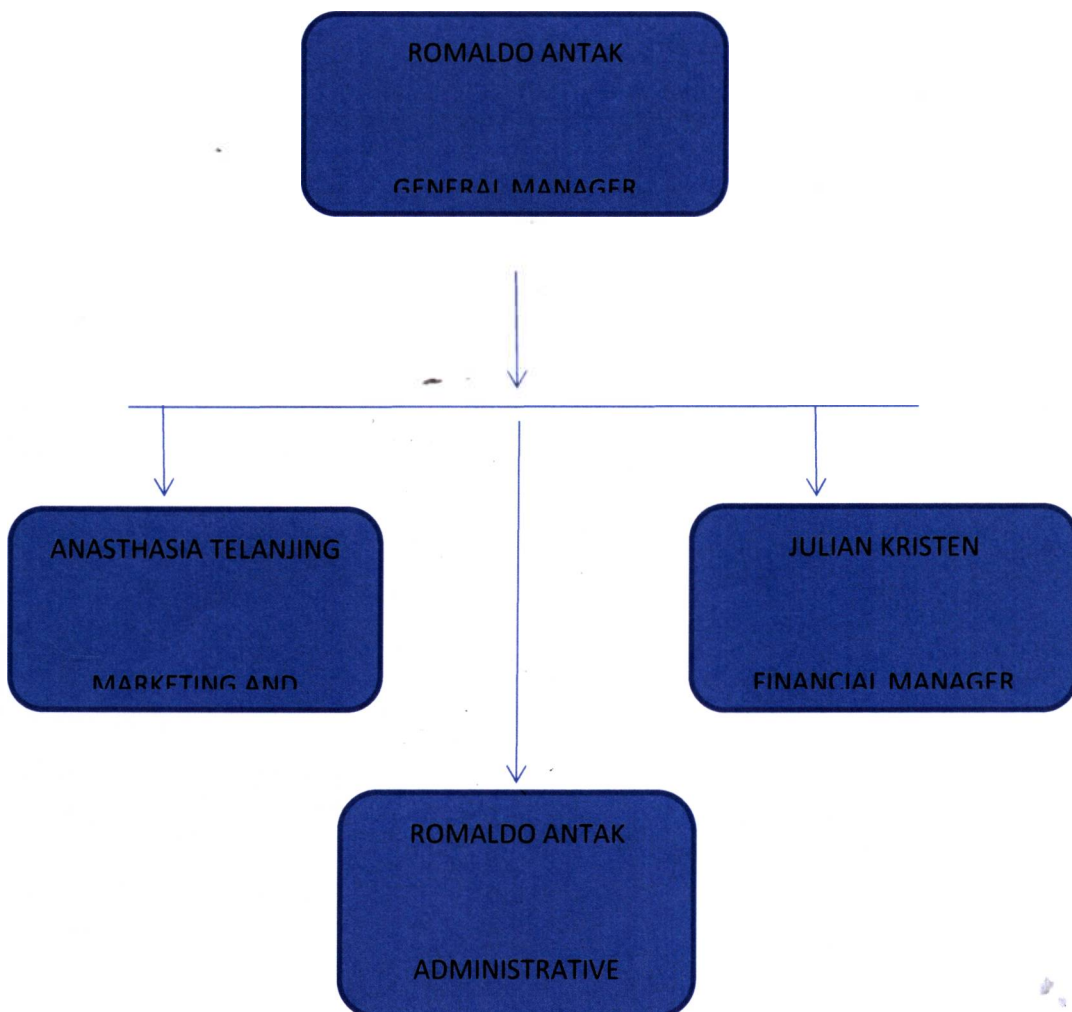 ROMALDO ANTAK
GENERAL MANAGER
ANASTHASIA TELANJING
MARKETING AND
JULIAN KRISTEN
FINANCIAL MANAGER
ROMALDO ANTAK
ADMINISTRATIVE